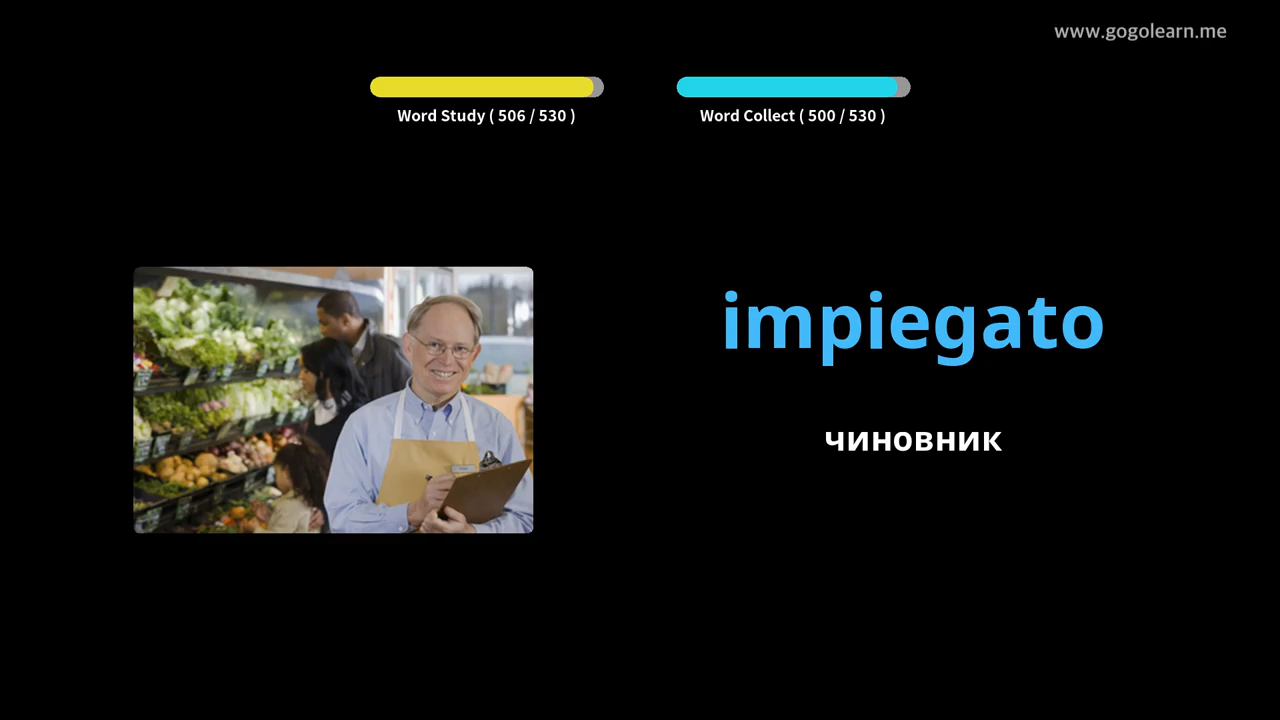 www.gogolearn.me
Word Study ( 506 / 530 )
Word Collect ( 500 / 530 )
impiegato
чиновник